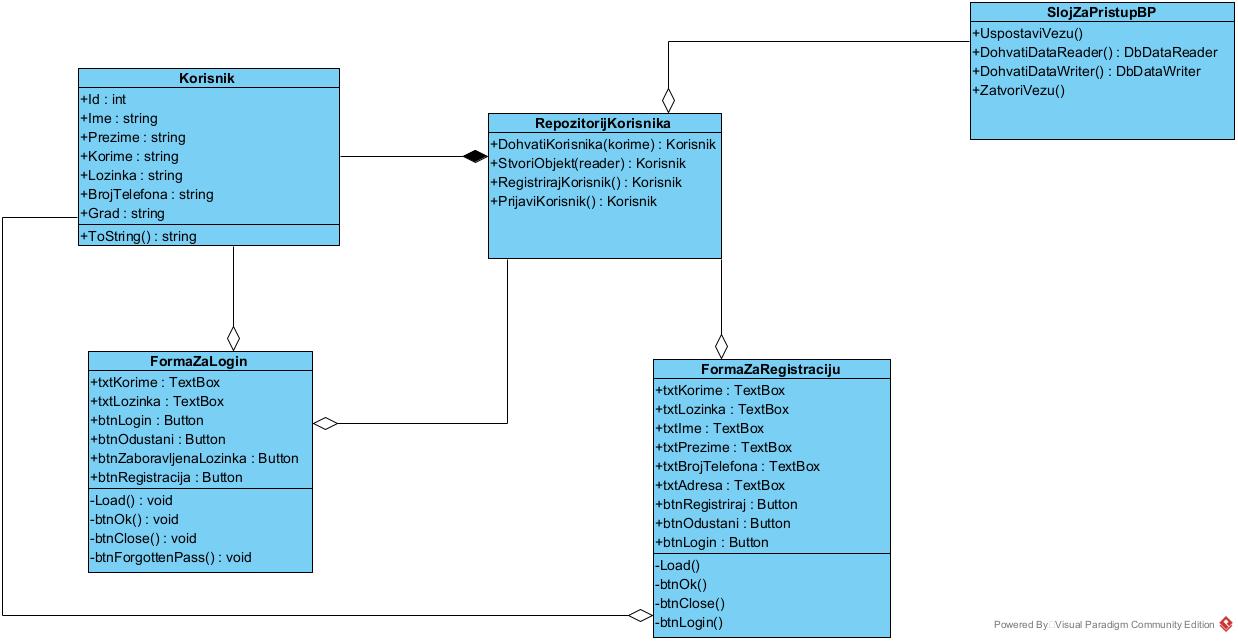 SlojZaPristupBP
+UspostaviVezu()
+DohvatiDataReader() : DbDataReader
+DohvatiDataWriter() : DbDataWriter
+ZatvoriVezu()
Korisnik
+Id : int
+Ime : string
+Prezime : string
+Korime : string
+Lozinka : string
+BrojTelefona : string
+Grad : string
+ToString() : string
RepozitorijKorisnika
+DohvatiKorisnika(korime) : Korisnik
+StvoriObjekt(reader) : Korisnik
+RegistrirajKorisnik() : Korisnik
+PrijaviKorisnik() : Korisnik
FormaZaLogin
+txtKorime : TextBox
+txtLozinka : TextBox
+btnLogin : Button
+btnOdustani : Button
+btnZaboravljenaLozinka : Button
+btnRegistracija : Button
-Load() : void
-btnOk() : void
-btnClose() : void
-btnForgottenPass() : void
FormaZaRegistraciju
+txtKorime : TextBox
+txtLozinka : TextBox
+txtIme : TextBox
+txtPrezime : TextBox
+txtBrojTelefona : TextBox
+txtAdresa : TextBox
+btnRegistriraj : Button
+btnOdustani : Button
+btnLogin : Button
-Load()
-btnOk()
-btnClose()
-btnLogin()
Powered By Visual Paradigm Community Edition